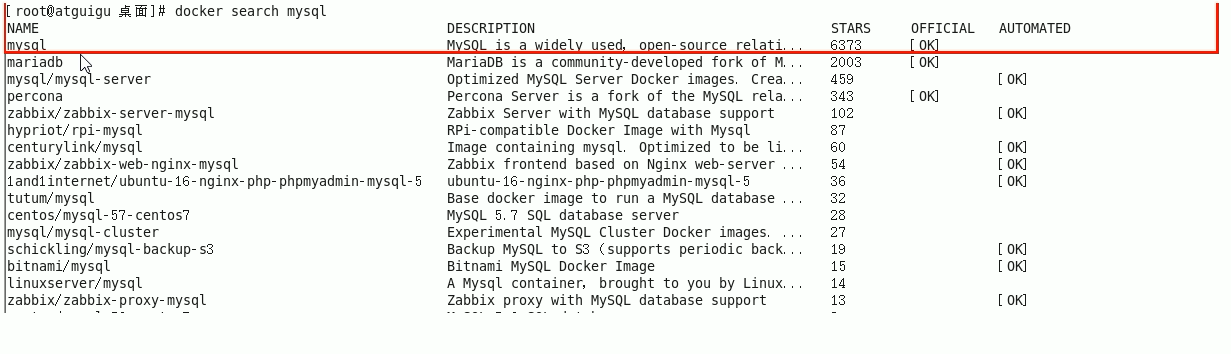 [root@atguigu 桌面]# docker search mysql
NAME DESCRIPTION STARS OFFICIAL AUTOMATED
mysql MySQL is a widely used, open-source relati... 6373 [OK]
mariadb MariaDB is a community-developed fork of M... 2003 [OK]
mysql/mysql-server Optimized MySQL Server Docker images. Crea... 459 [OK]
percona Percona Server is a fork of the MySQL rela... 343 [OK]
zabbix/zabbix-server-mysql Zabbix Server with MySQL database support 102 [OK]
hypriot/rpi-mysql RPi-compatible Docker Image with Mysql 87
centurylink/mysql Image containing mysql. Optimized to be li... 60 [OK]
zabbix/zabbix-web-nginx-mysql Zabbix frontend based on Nginx web-server ... 54 [OK]
1and1internet/ubuntu-16-nginx-php-phpmyadmin-mysql-5 ubuntu-16-nginx-php-phpmyadmin-mysql-5 36 [OK]
tutum/mysql Base docker image to run a MySQL database ... 32
centos/mysql-57-centos7 MySQL 5.7 SQL database server 28
mysql/mysql-cluster Experimental MySQL Cluster Docker images. ... 27
schickling/mysql-backup-s3 Backup MySQL to S3 (supports periodic back... 19 [OK]
bitnami/mysql Bitnami MySQL Docker Image 15 [OK]
linuxserver/mysql A Mysql container, brought to you by Linux... 14
zabbix/zabbix-proxy-mysql Zabbix proxy with MySQL database support 13 [OK]